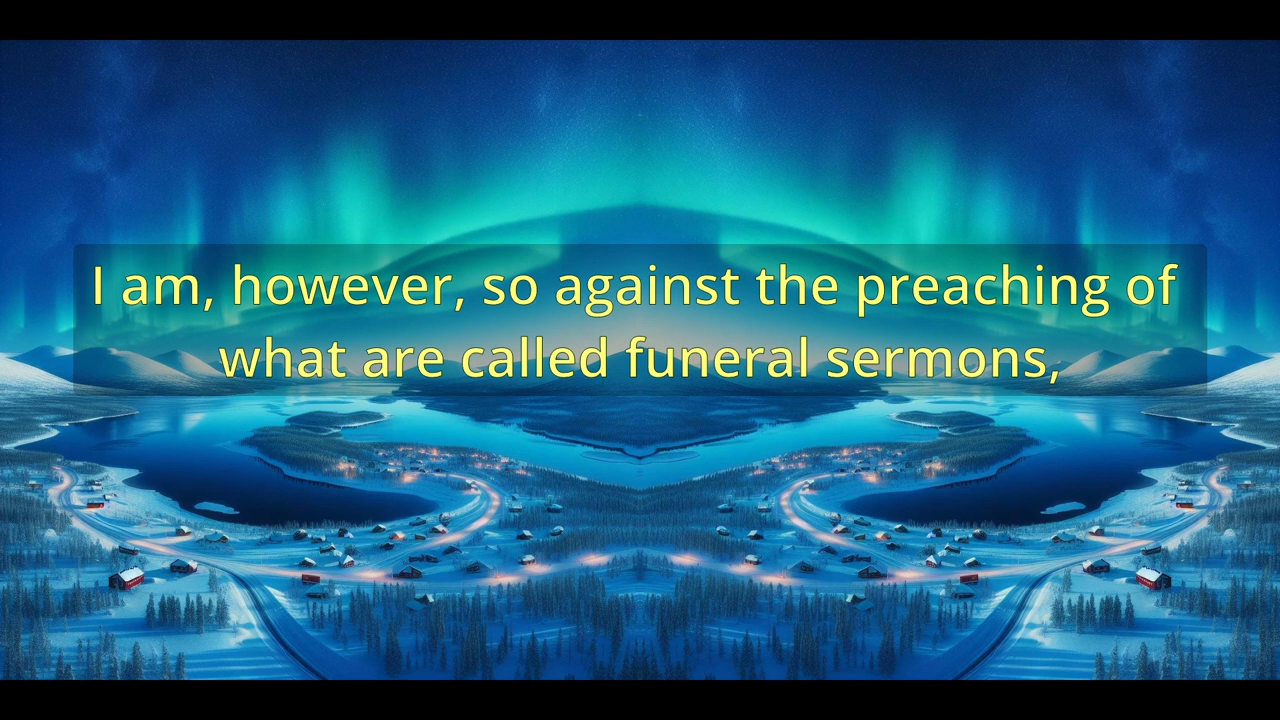 I am, however, so against the preaching of
what are called funeral sermons,